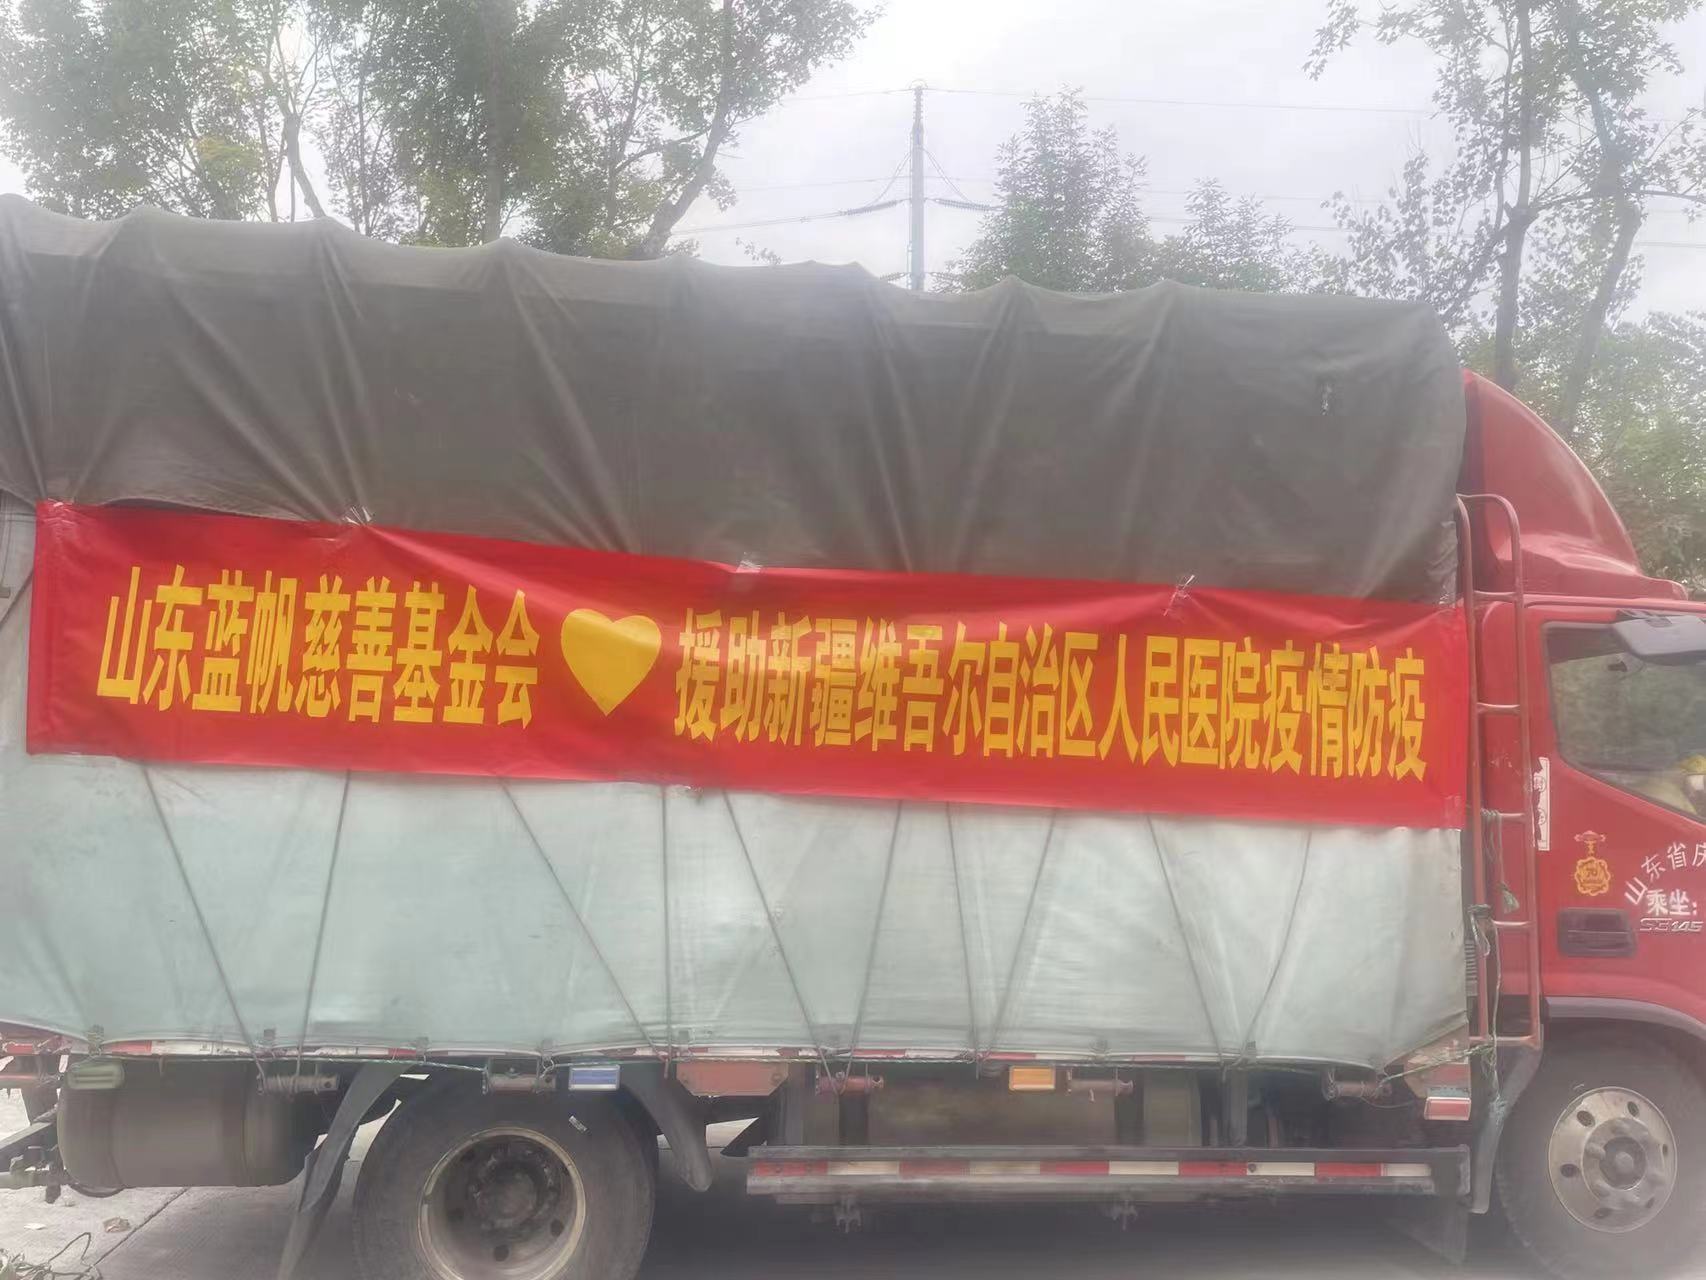 山东蓝帆慈善基金会 援助新疆维吾尔自治区人民医院疫情防疫
山东省庆
乘坐: